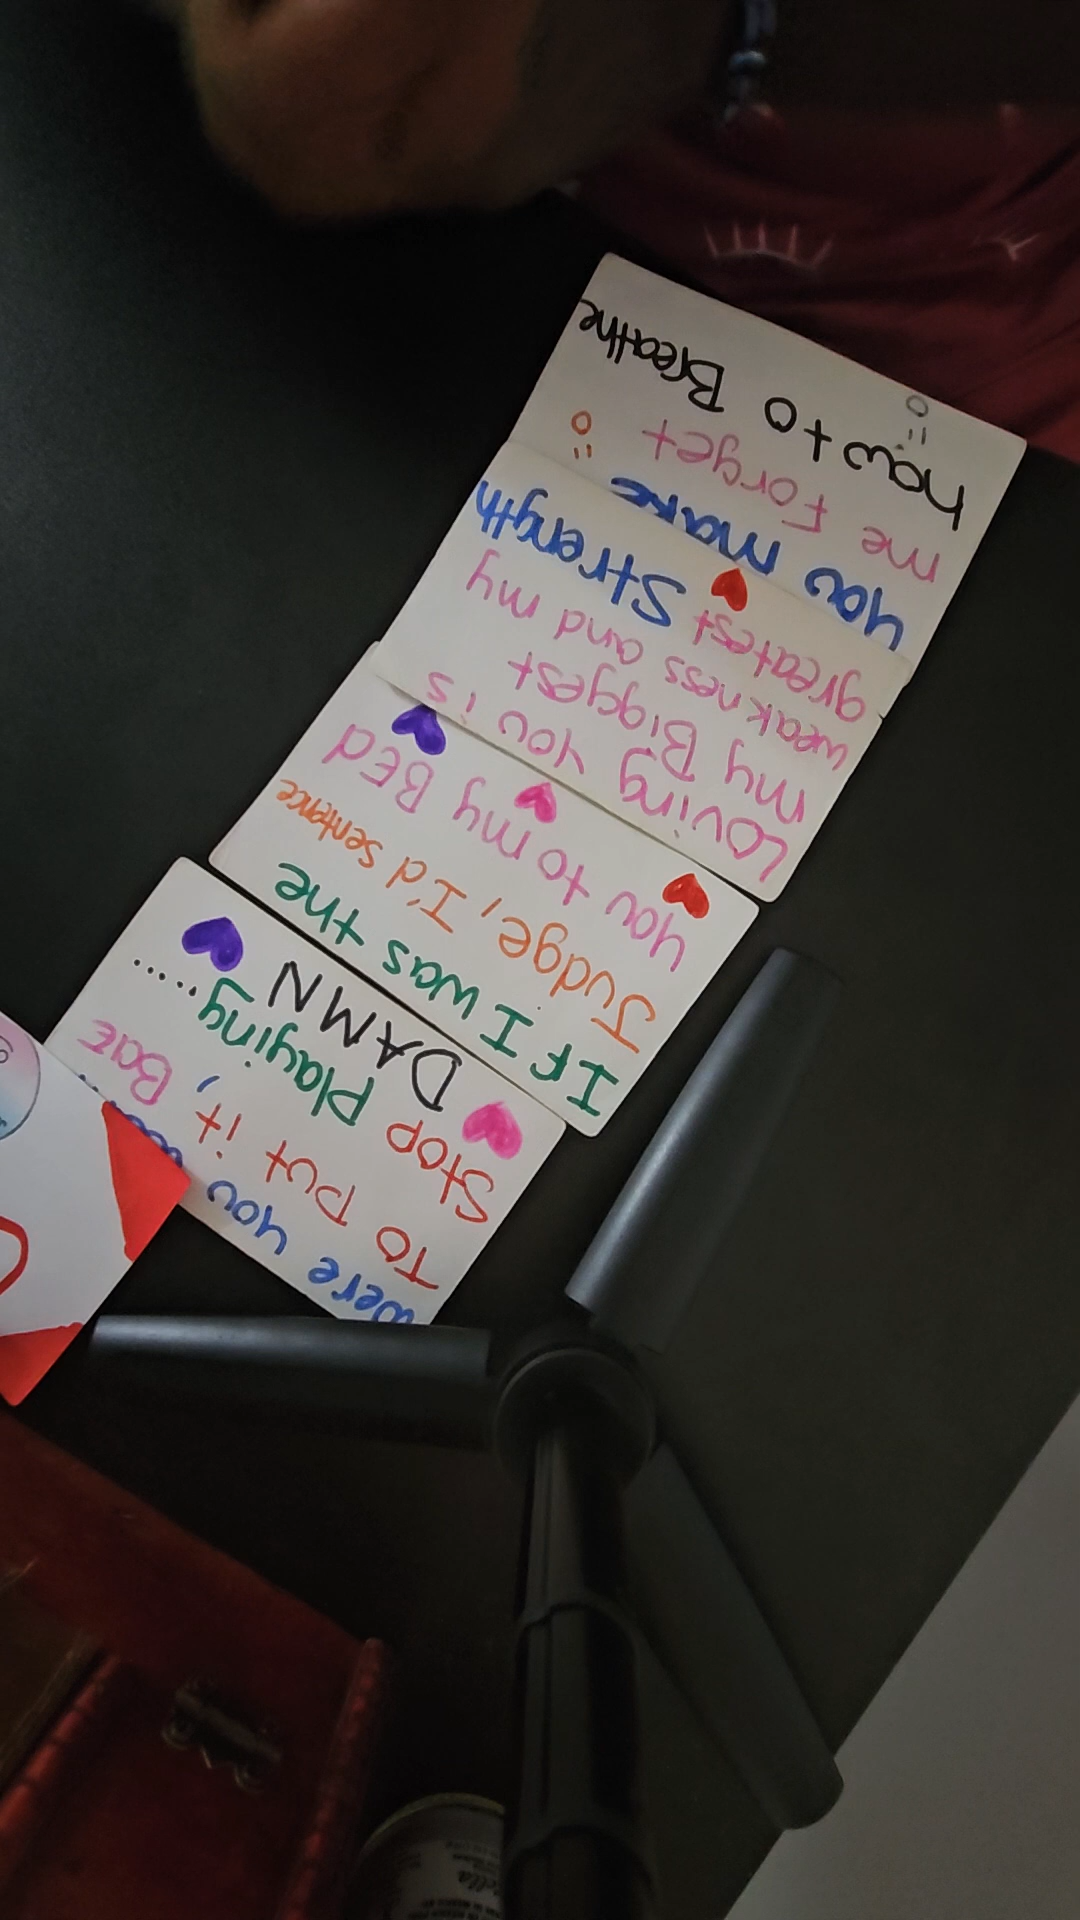 were you
To Put it, Bae
Stop Playing.....
DAMN
If I was the
Judge, I'd Sentence
you to my BEd
Loving you is
my Biggest
weakness and my
greatest Strength
you make
me Forget
how to Breathe